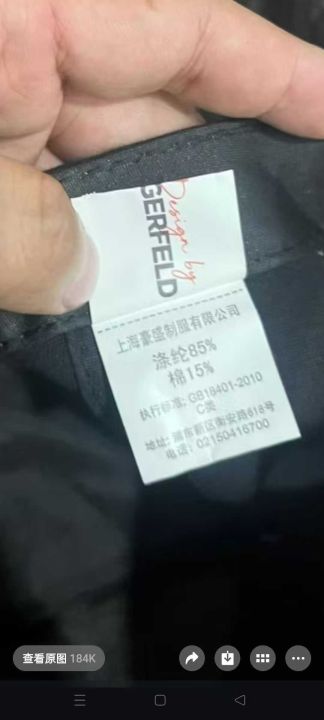 Design by
GERFELD
上海豪盛制服有限公司
涤纶85%
棉15%
执行标准: GB18401-2010
C类
地址: 浦东新区衡安路618号
电话: 02150416700
查看原图 184K